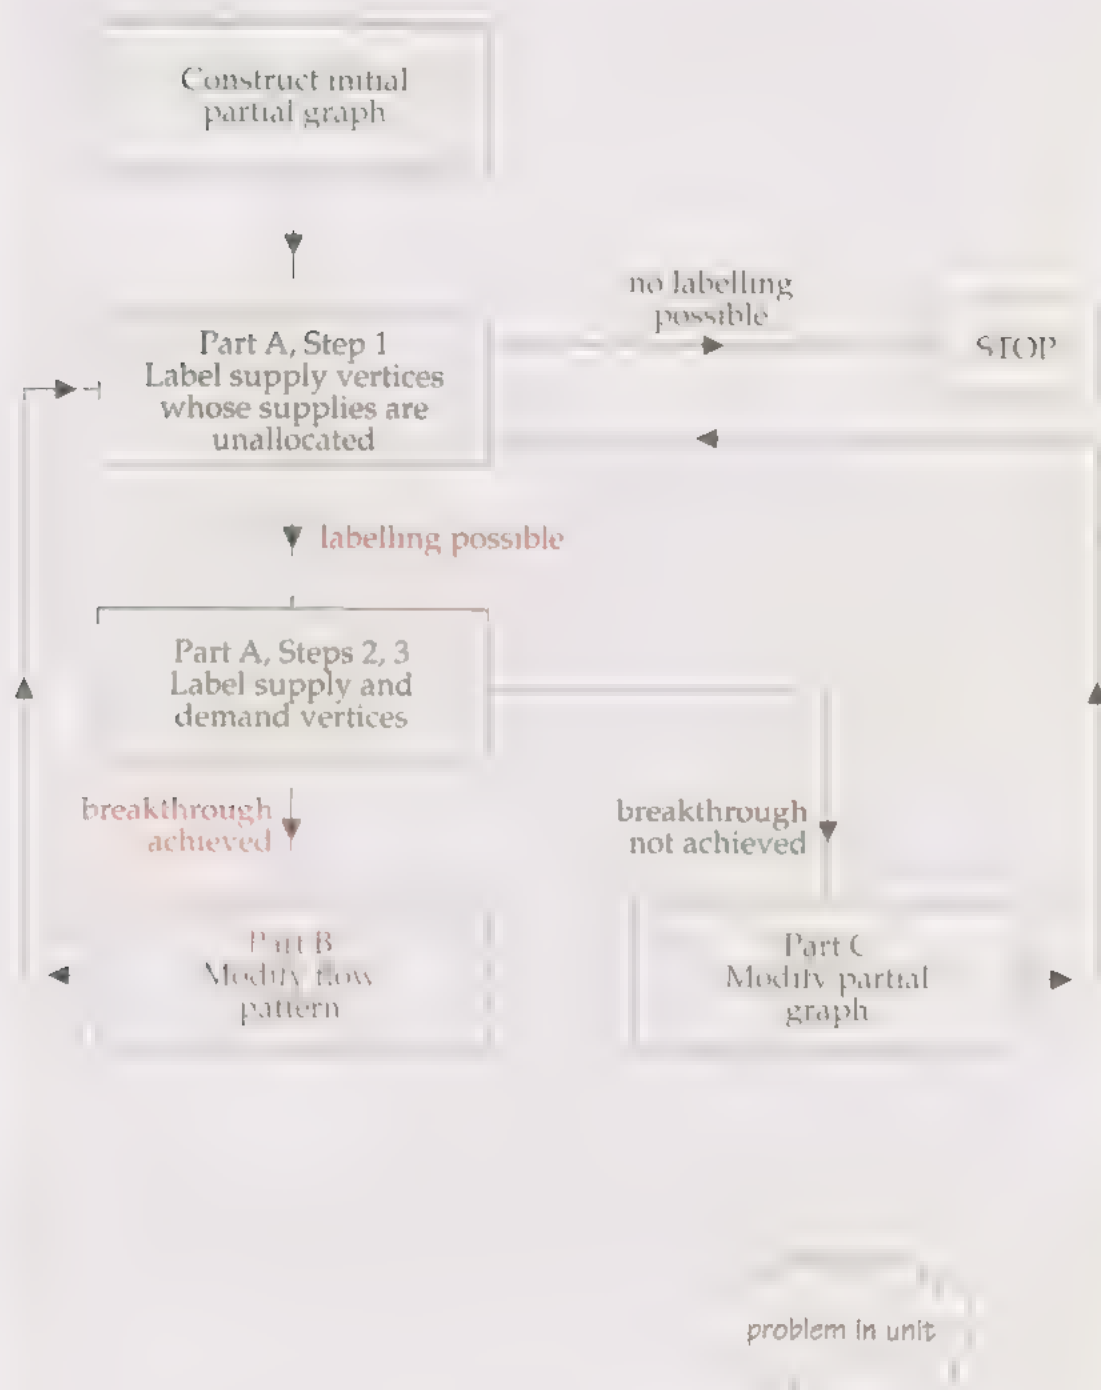 Construct initial
partial graph
no labelling
possible
Part A, Step 1
Label supply vertices
whose supplies are
unallocated
STOP
labelling possible
Part A, Steps 2, 3
Label supply and
demand vertices
breakthrough
achieved
breakthrough
not achieved
Part B
Modify flow
pattern
Part C
Modify partial
graph
problem in unit